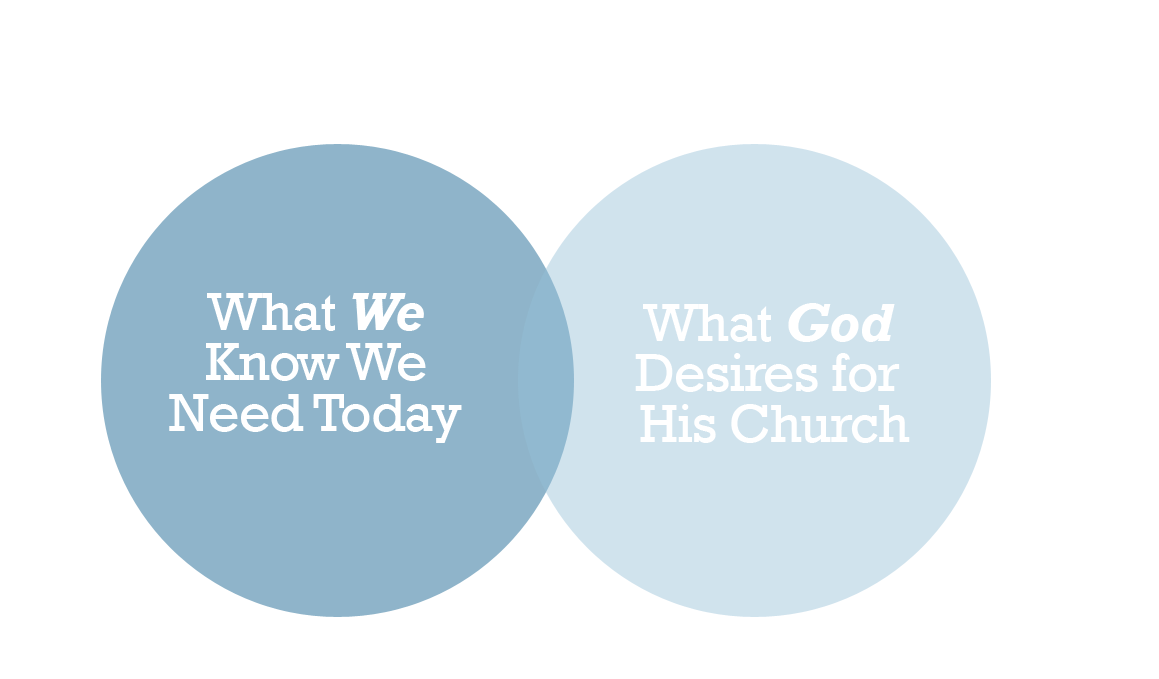 What We
Know We
Need Today
What God
Desires for
His Church